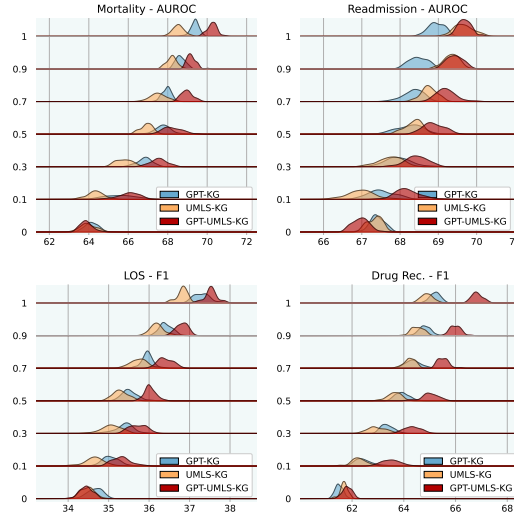 Mortality - AUROC
1
0.9
0.7
0.5
0.3
0.1
0
GPT-KG
UMLS-KG
GPT-UMLS-KG
62 64 66 68 70 72
Readmission - AUROC
1
0.9
0.7
0.5
0.3
0.1
0
GPT-KG
UMLS-KG
GPT-UMLS-KG
66 67 68 69 70
LOS - F1
1
0.9
0.7
0.5
0.3
0.1
0
GPT-KG
UMLS-KG
GPT-UMLS-KG
34 35 36 37 38
Drug Rec. - F1
1
0.9
0.7
0.5
0.3
0.1
0
GPT-KG
UMLS-KG
GPT-UMLS-KG
62 64 66 68